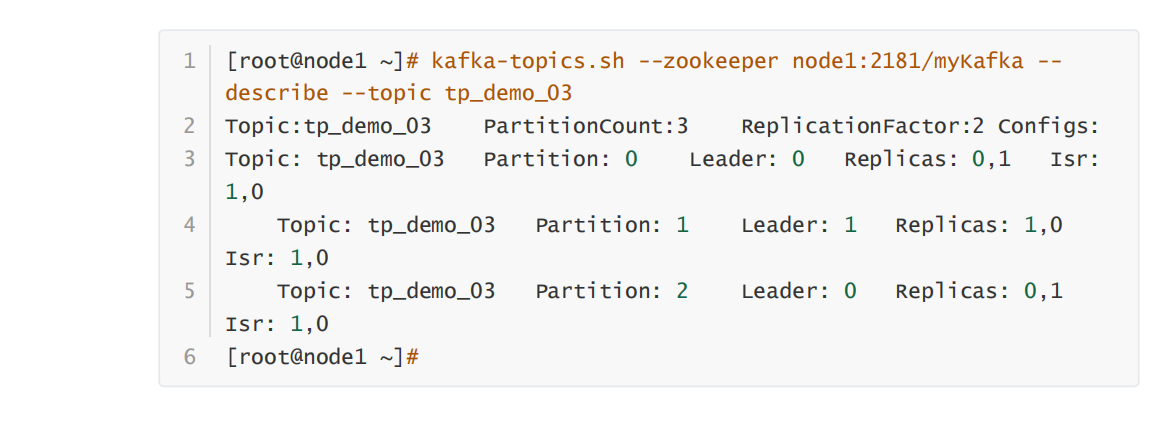 1 [root@node1 ~]# kafka-topics.sh --zookeeper node1:2181/myKafka --
describe --topic tp_demo_03
2 Topic:tp_demo_03    PartitionCount:3    ReplicationFactor:2 Configs:
3 Topic: tp_demo_03   Partition: 0    Leader: 0   Replicas: 0,1   Isr:
1,0
4     Topic: tp_demo_03   Partition: 1    Leader: 1   Replicas: 1,0
Isr: 1,0
5     Topic: tp_demo_03   Partition: 2    Leader: 0   Replicas: 0,1
Isr: 1,0
6 [root@node1 ~]#